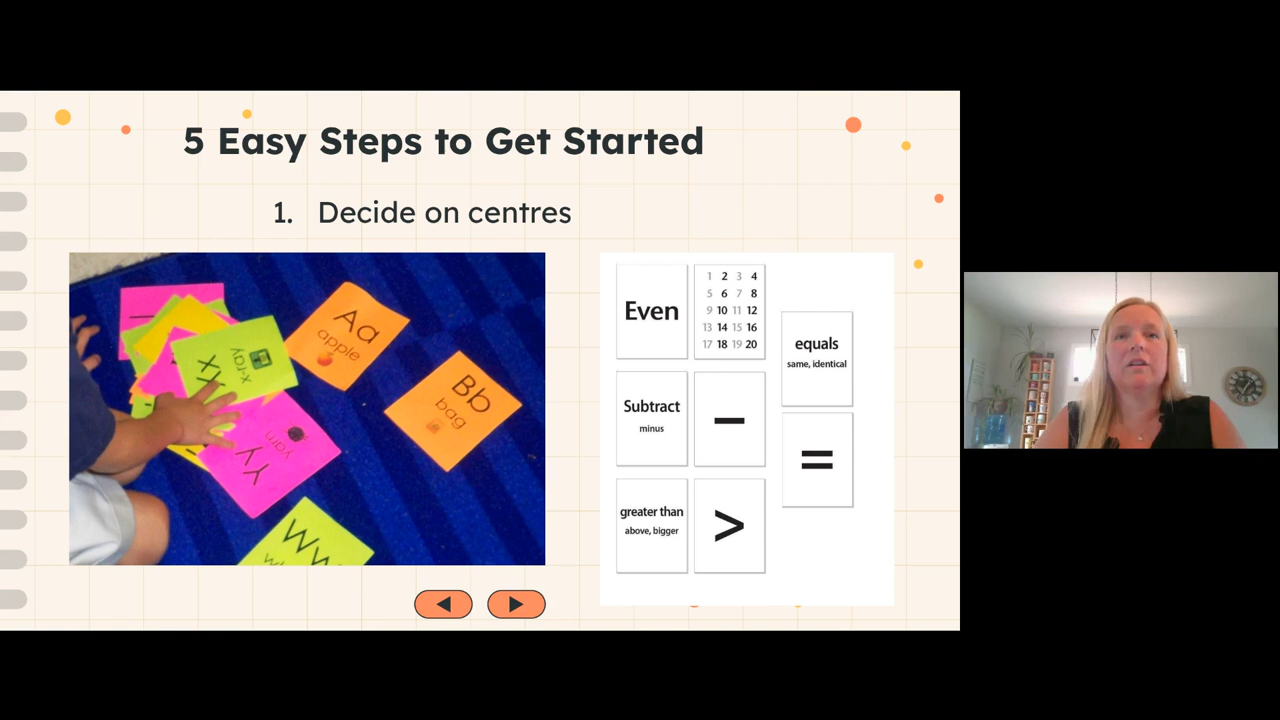 5 Easy Steps to Get Started
1. Decide on centres
Aa
apple
Bb
bag
Xx
x-ray
Yy
yarn
Ww
Even
1 2 3 4
5 6 7 8
9 10 11 12
13 14 15 16
17 18 19 20
equals
same, identical
Subtract
minus
−
=
greater than
above, bigger
>